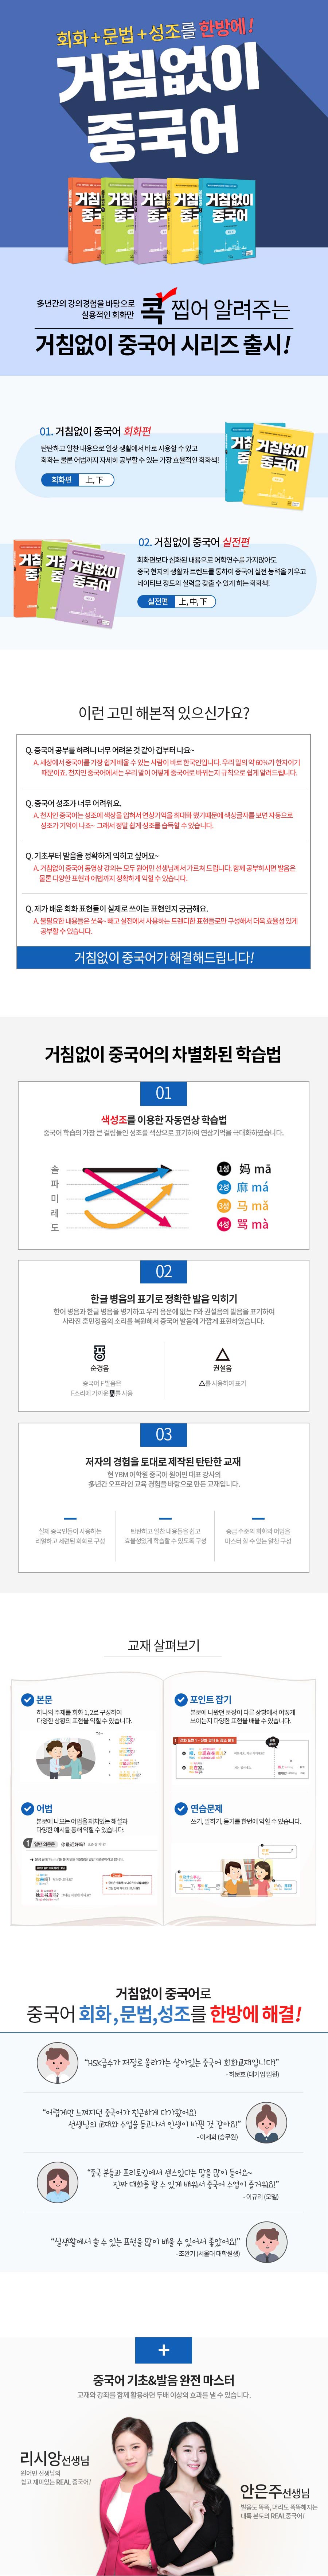 회화+문법+성조를 한방에!
거침없이
중국어
거침없이
중국어
多년간의 강의경험을 바탕으로
실용적인 회화만
콕 찝어 알려주는
거침없이 중국어 시리즈 출시!
01. 거침없이 중국어 회화편
탄탄하고 알찬 내용으로 일상 생활에서 바로 사용할 수 있고
회화는 물론 어법까지 자세히 공부할 수 있는 가장 효율적인 회화책!
회화편 上, 下
02. 거침없이 중국어 실전편
회화편보다 심화된 내용으로 어학연수를 가지않아도
중국 현지의 생활과 트렌드를 통하여 중국어 실전 능력을 키우고
네이티브 정도의 실력을 갖출 수 있게 하는 회화책!
실전편 上, 中, 下
이런 고민 해본적 있으신가요?
Q. 중국어 공부를 하려니 너무 어려운 것 같아 겁부터 나요~
A. 세상에서 중국어를 가장 쉽게 배울 수 있는 사람이 바로 한국인입니다. 우리 말의 약 60%가 한자어기
때문이죠. 천지인 중국어에서는 우리 말이 어떻게 중국어로 바뀌는지 규칙으로 쉽게 알려드립니다.
Q. 중국어 성조가 너무 어려워요.
A. 천지인 중국어는 성조에 색상을 입혀서 연상기억을 최대화 했기때문에 색상글자를 보면 자동으로
성조가 기억이 나죠~ 그래서 정말 쉽게 성조를 습득할 수 있습니다.
Q. 기초부터 발음을 정확하게 익히고 싶어요~
A. 거침없이 중국어 동영상 강의는 모두 원어민 선생님께서 가르쳐 드립니다. 함께 공부하시면 발음은
물론 다양한 표현과 어법까지 정확하게 익힐 수 있습니다.
Q. 제가 배운 회화 표현들이 실제로 쓰이는 표현인지 궁금해요.
A. 불필요한 내용들은 쏘옥~ 빼고 실전에서 사용하는 트렌디한 표현들로만 구성해서 더욱 효율성 있게
공부할 수 있습니다.
거침없이 중국어가 해결해드립니다!
거침없이 중국어의 차별화된 학습법
01
색성조를 이용한 자동연상 학습법
중국어 학습의 가장 큰 걸림돌인 성조를 색상으로 표기하여 연상기억을 극대화하였습니다.
솔
파
미
레
도
1성 妈 mā
2성 麻 má
3성 马 mǎ
4성 骂 mà
02
한글 병음의 표기로 정확한 발음 익히기
한어 병음과 한글 병음을 병기하고 우리 음운에 없는 F와 권설음의 발음을 표기하여
사라진 훈민정음의 소리를 복원해서 중국어 발음에 가깝게 표현하였습니다.
ㆄ
순경음
중국어 F 발음은
F소리에 가까운 ㆄ를 사용
△
권설음
△를 사용하여 표기
03
저자의 경험을 토대로 제작된 탄탄한 교재
현 YBM 어학원 중국어 원어민 대표 강사의
多년간 오프라인 교육 경험을 바탕으로 만든 교재입니다.
실제 중국인들이 사용하는
리얼하고 세련된 회화로 구성
탄탄하고 알찬 내용들을 쉽고
효율성있게 학습할 수 있도록 구성
중급 수준의 회화와 어법을
마스터 할 수 있는 알찬 구성
교재 살펴보기
본문
하나의 주제를 회화 1, 2로 구성하여
다양한 상황의 표현을 익힐 수 있습니다.
포인트 잡기
본문에 나왔던 문장이 다른 상황에서 어떻게
쓰이는지 다양한 표현을 배울 수 있습니다.
어법
본문에 나오는 어법을 재치있는 해설과
다양한 예시를 통해 익힐 수 있습니다.
연습문제
쓰기, 말하기, 듣기를 한번에 익힐 수 있습니다.
거침없이 중국어로
중국어 회화, 문법, 성조를 한방에 해결!
"HSK급수가 저절로 올라가는 살아있는 중국어 회화교재입니다!"
- 허문호 (대기업 임원)
"어렵게만 느껴지던 중국어가 친근하게 다가왔어요!
선생님의 교재와 수업을 듣고나서 인생이 바뀐 것 같아요!"
- 이세희 (승무원)
"중국 분들과 프리토킹에서 센스있다는 말을 많이 들어요~
진짜 대화를 할 수 있게 배워서 중국어 수업이 즐거워요!"
- 이규리 (모델)
"실생활에서 쓸 수 있는 표현을 많이 배울 수 있어서 좋았어요!"
- 조완기 (서울대 대학원생)
+
중국어 기초&발음 완전 마스터
교재와 강좌를 함께 활용하면 두배 이상의 효과를 낼 수 있습니다.
리시앙선생님
원어민 선생님의
쉽고 재미있는 REAL 중국어!
안은주선생님
발음도 똑똑, 머리도 똑똑해지는
대륙 본토의 REAL중국어!